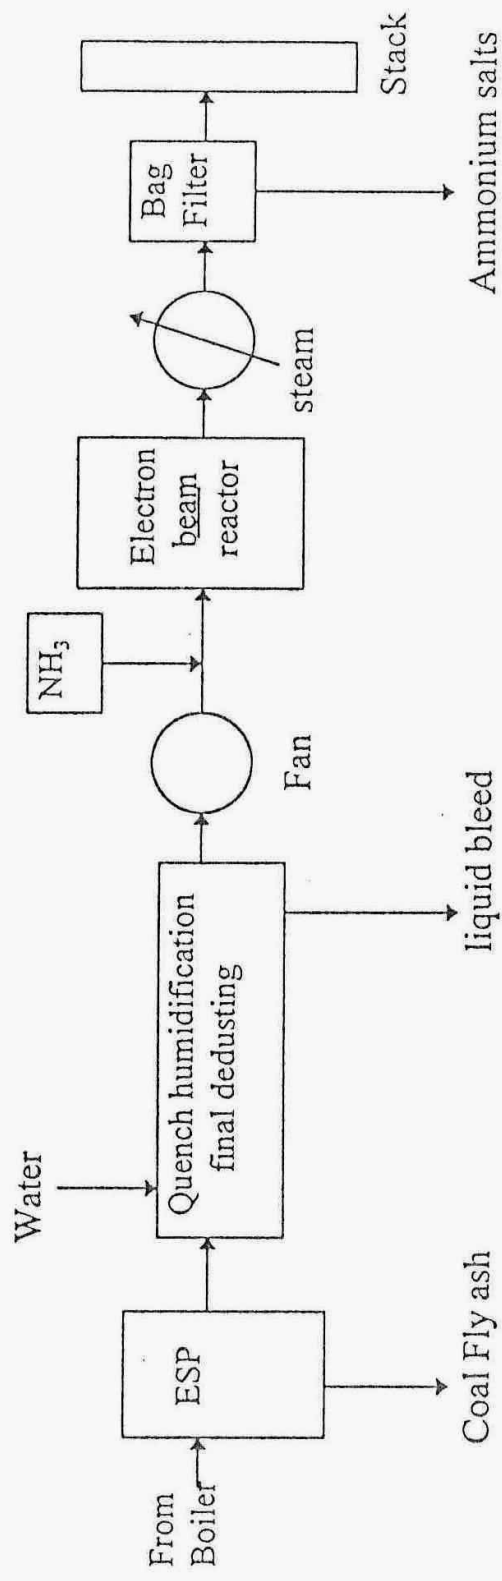 From
Boiler
ESP
Coal Fly ash
Water
Quench humidification
final dedusting
liquid bleed
Fan
NH₃
Electron
beam
reactor
steam
Bag
Filter
Ammonium salts
Stack